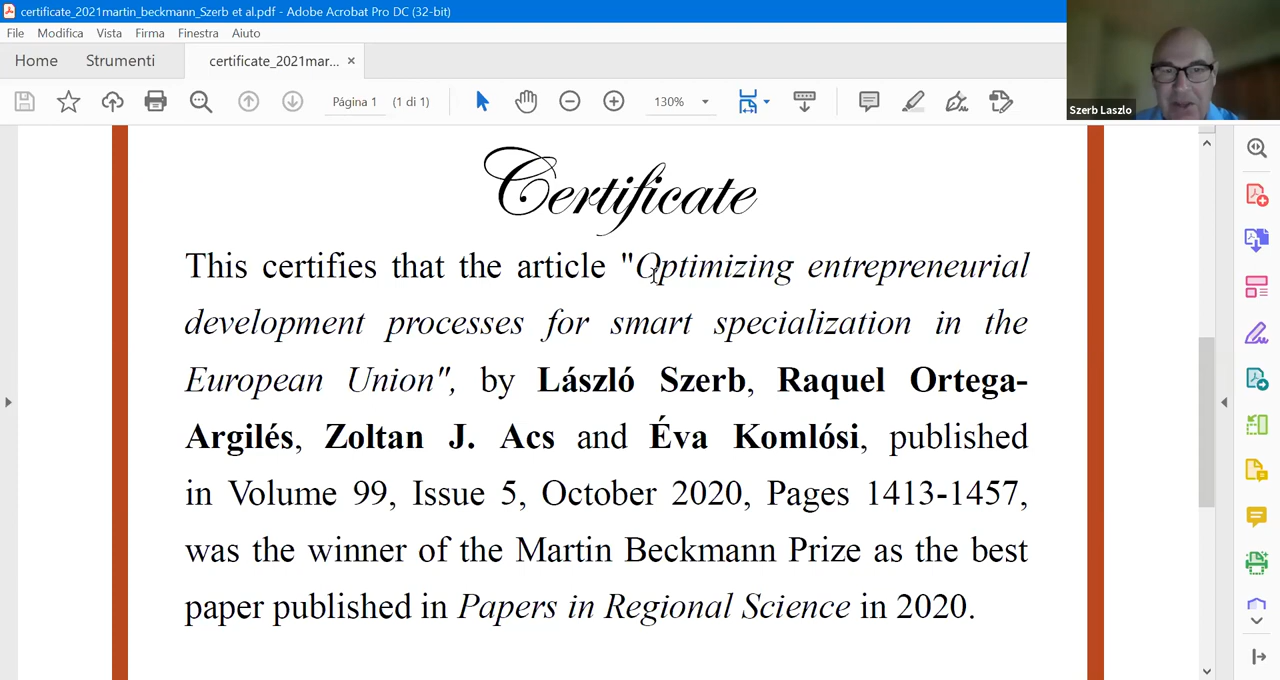 certificate_2021martin_beckmann_Szerb et al.pdf - Adobe Acrobat Pro DC (32-bit)
File Modifica Vista Firma Finestra Aiuto
Home Strumenti certificate_2021mar... ×
Página 1 (1 di 1) 130%
Szerb Laszlo
Certificate
This certifies that the article "Optimizing entrepreneurial
development processes for smart specialization in the
European Union", by László Szerb, Raquel Ortega-
Argilés, Zoltan J. Acs and Éva Komlósi, published
in Volume 99, Issue 5, October 2020, Pages 1413-1457,
was the winner of the Martin Beckmann Prize as the best
paper published in Papers in Regional Science in 2020.